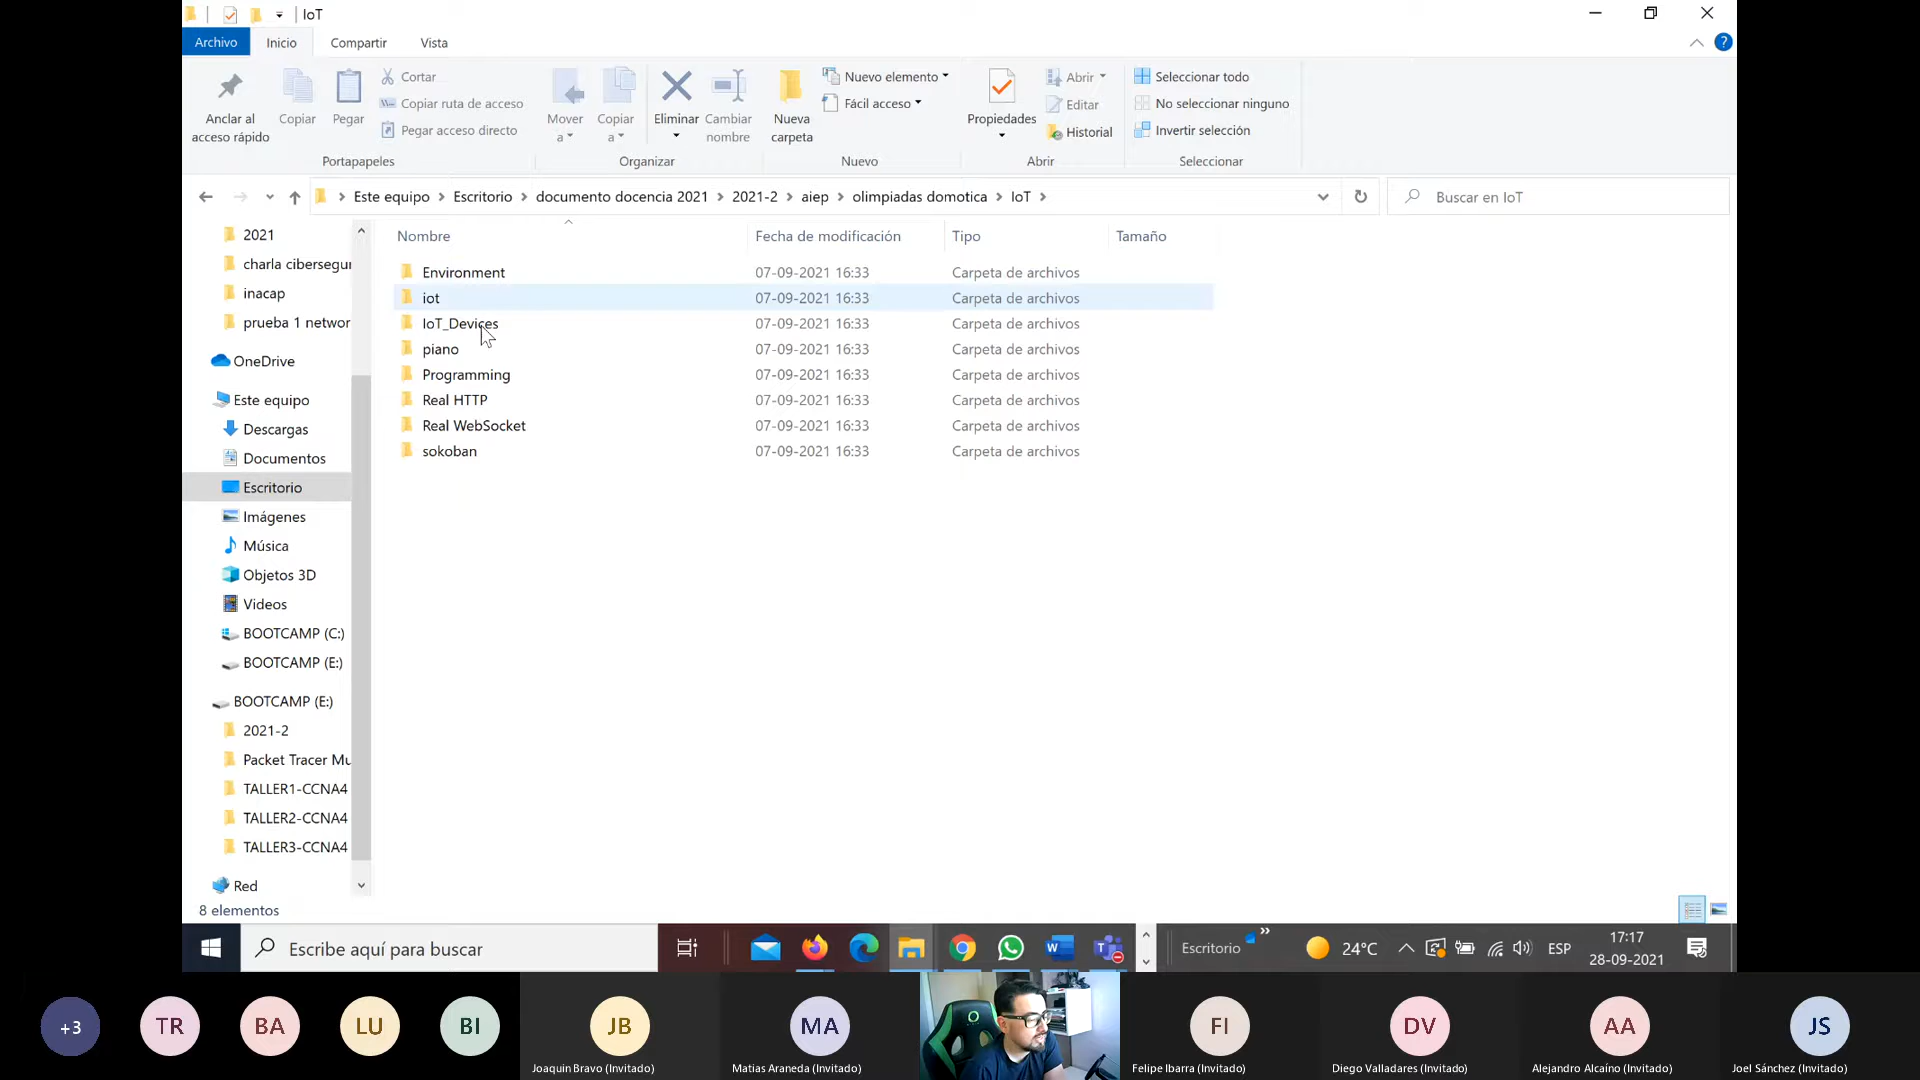 IoT
Archivo Inicio Compartir Vista
Anclar al acceso rápido
Copiar
Pegar
Cortar
Copiar ruta de acceso
Pegar acceso directo
Portapapeles
Mover a
Copiar a
Eliminar
Cambiar nombre
Organizar
Nueva carpeta
Nuevo elemento
Fácil acceso
Nuevo
Propiedades
Abrir
Editar
Historial
Abrir
Seleccionar todo
No seleccionar ninguno
Invertir selección
Seleccionar
Este equipo > Escritorio > documento docencia 2021 > 2021-2 > aiep > olimpiadas domotica > IoT >
Buscar en IoT
2021
charla cibersegur
inacap
prueba 1 networ
OneDrive
Este equipo
Descargas
Documentos
Escritorio
Imágenes
Música
Objetos 3D
Videos
BOOTCAMP (C:)
BOOTCAMP (E:)
BOOTCAMP (E:)
2021-2
Packet Tracer Mu
TALLER1-CCNA4
TALLER2-CCNA4
TALLER3-CCNA4
Red
Nombre Fecha de modificación Tipo Tamaño
Environment 07-09-2021 16:33 Carpeta de archivos
iot 07-09-2021 16:33 Carpeta de archivos
IoT_Devices 07-09-2021 16:33 Carpeta de archivos
piano 07-09-2021 16:33 Carpeta de archivos
Programming 07-09-2021 16:33 Carpeta de archivos
Real HTTP 07-09-2021 16:33 Carpeta de archivos
Real WebSocket 07-09-2021 16:33 Carpeta de archivos
sokoban 07-09-2021 16:33 Carpeta de archivos
8 elementos
Escribe aquí para buscar
Escritorio
24°C
ESP
17:17
28-09-2021
+3 TR BA LU BI JB MA FI DV AA JS
Joaquin Bravo (Invitado) Matias Araneda (Invitado) Felipe Ibarra (Invitado) Diego Valladares (Invitado) Alejandro Alcaíno (Invitado) Joel Sánchez (Invitado)